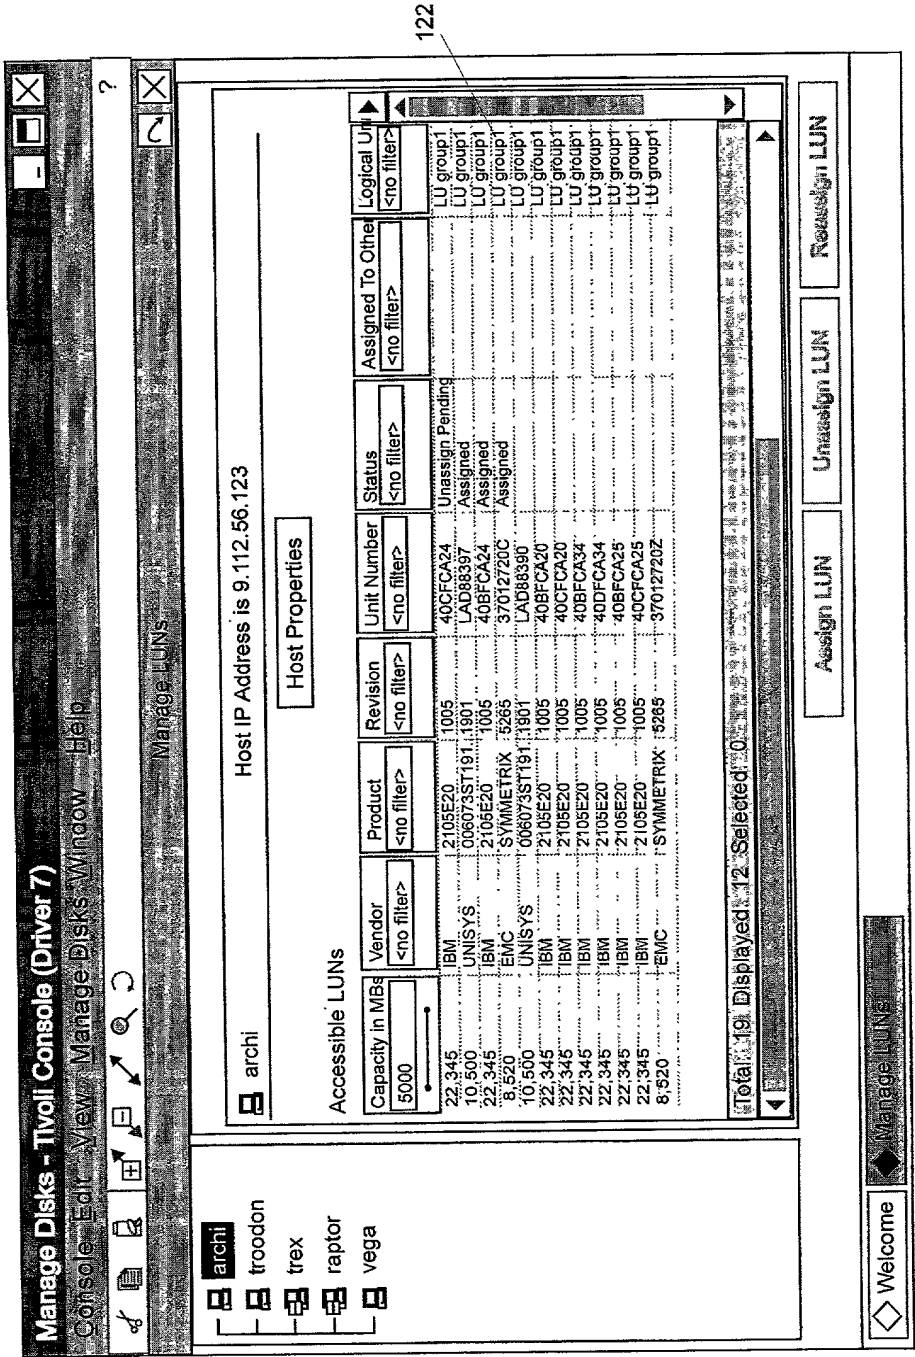 122
Manage Disks - Tivoli Console (Driver 7)
Console Edit View Manage Disks Window Help
?
Manage LUNs
archi
troodon
trex
raptor
vega
archi Host IP Address is 9.112.56.123
Host Properties
Accessible LUNs
Capacity in MBs Vendor Product Revision Unit Number Status Assigned To Other Logical Uni
5000 <no filter> <no filter> <no filter> <no filter> <no filter> <no filter> <no filter>
22,345 IBM 2105E20 1005 40CFCA24 Unassign Pending LU group1
10,500 UNISYS 006073ST191 1901 LAD88397 Assigned LU group1
22,345 IBM 2105E20 1005 40BFCA24 Assigned LU group1
8,520 EMC SYMMETRIX 5265 37012720C Assigned LU group1
10,500 UNISYS 006073ST191 1901 LAD88390 LU group1
22,345 IBM 2105E20 1005 40BFCA20 LU group1
22,345 IBM 2105E20 1005 40CFCA20 LU group1
22,345 IBM 2105E20 1005 40BFCA34 LU group1
22,345 IBM 2105E20 1005 40DFCA34 LU group1
22,345 IBM 2105E20 1005 40BFCA25 LU group1
22,345 IBM 2105E20 1005 40CFCA25 LU group1
8,520 EMC SYMMETRIX 5265 37012720Z LU group1
Total: 19 Displayed: 12 Selected: 0
Assign LUN Unassign LUN Reassign LUN
Welcome Manage LUNs